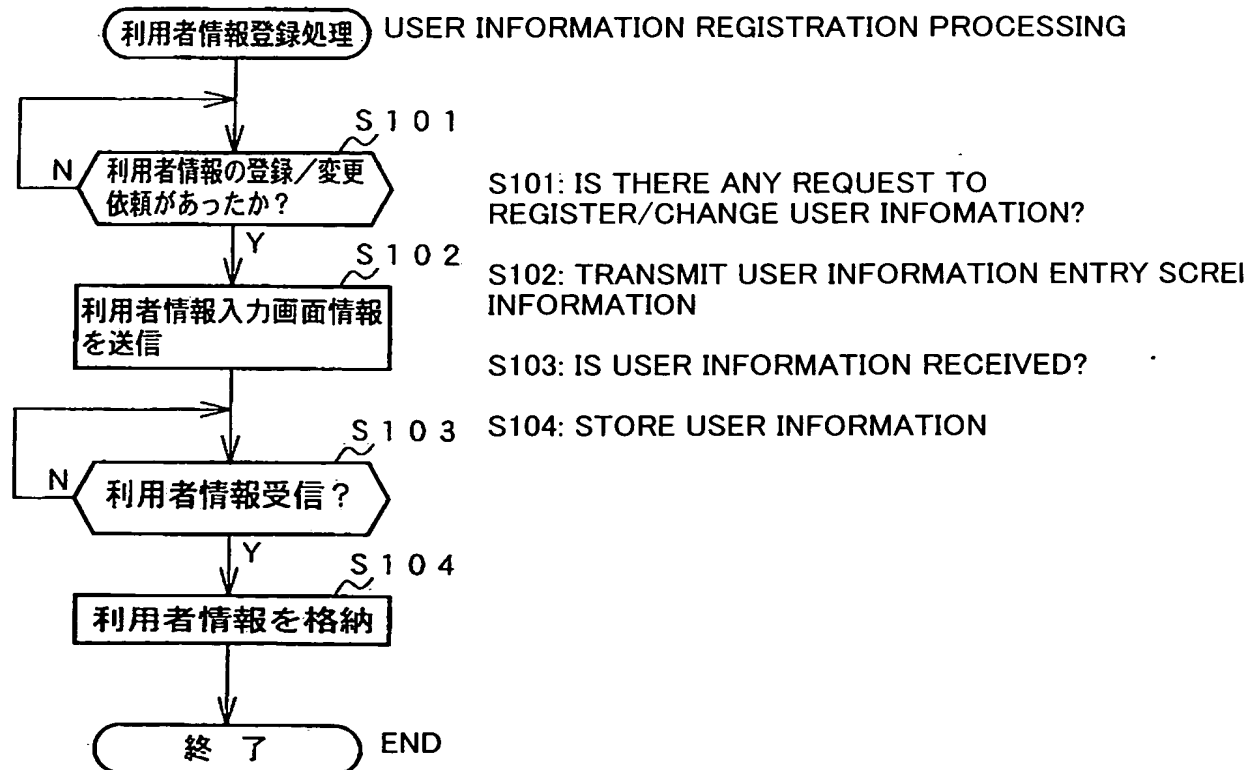 利用者情報登録処理 USER INFORMATION REGISTRATION PROCESSING
S101
N 利用者情報の登録/変更
依頼があったか?
S101: IS THERE ANY REQUEST TO
REGISTER/CHANGE USER INFOMATION?
Y
S102
利用者情報入力画面情報
を送信
S102: TRANSMIT USER INFORMATION ENTRY SCREI
INFORMATION
S103: IS USER INFORMATION RECEIVED?
S103
S104: STORE USER INFORMATION
N 利用者情報受信?
Y
S104
利用者情報を格納
終了 END